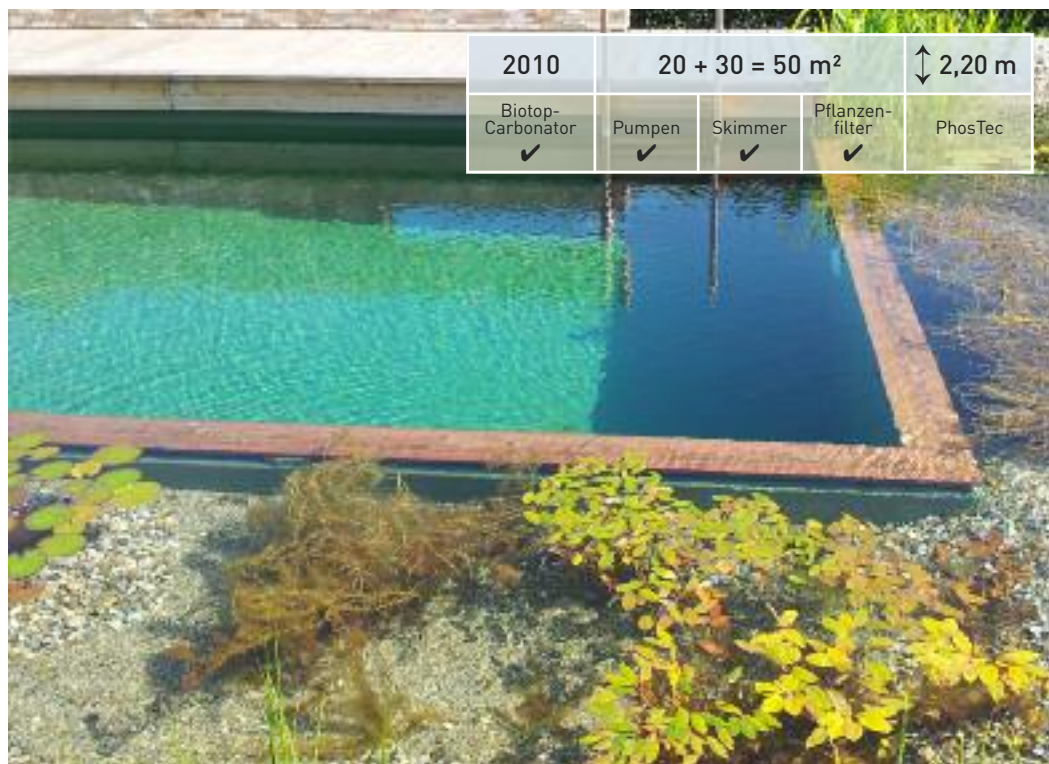 2010 20 + 30 = 50 m² ↕ 2,20 m
Biotop-
Carbonator
✔
Pumpen
✔
Skimmer
✔
Pflanzen-
filter
✔
PhosTec